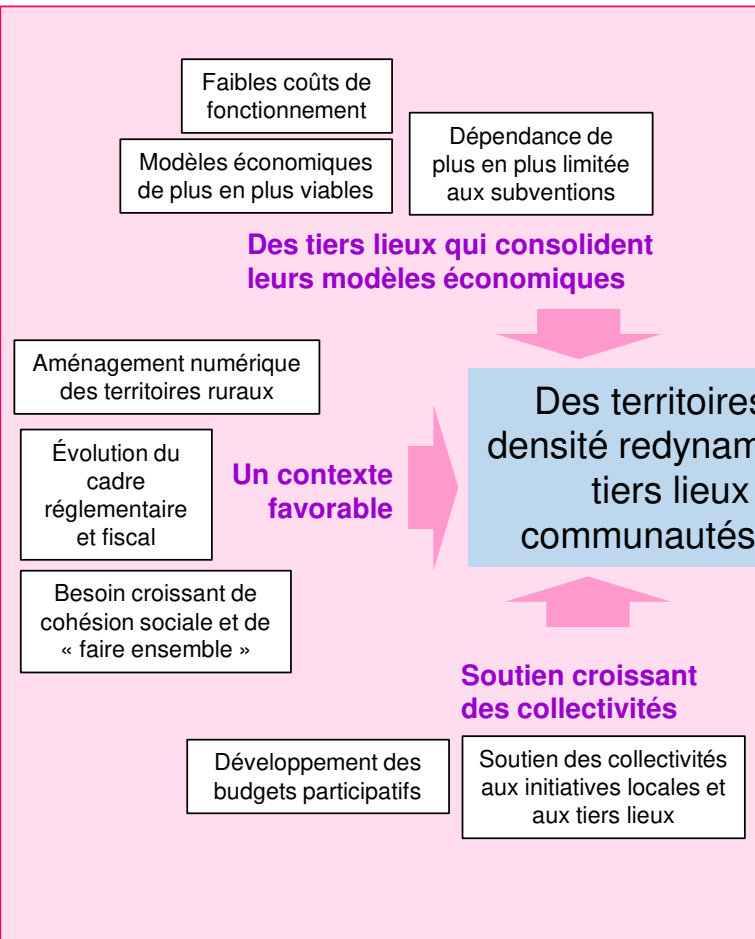 Faibles coûts de
fonctionnement
Modèles économiques
de plus en plus viables
Dépendance de
plus en plus limitée
aux subventions
Des tiers lieux qui consolident
leurs modèles économiques
Aménagement numérique
des territoires ruraux
Évolution du
cadre
réglementaire
et fiscal
Besoin croissant de
cohésion sociale et de
« faire ensemble »
Un contexte
favorable
Des
densité
tiers lieux
communautés
Soutien croissant
des collectivités
Développement des
budgets participatifs
Soutien des collectivités
aux initiatives locales et
aux tiers lieux